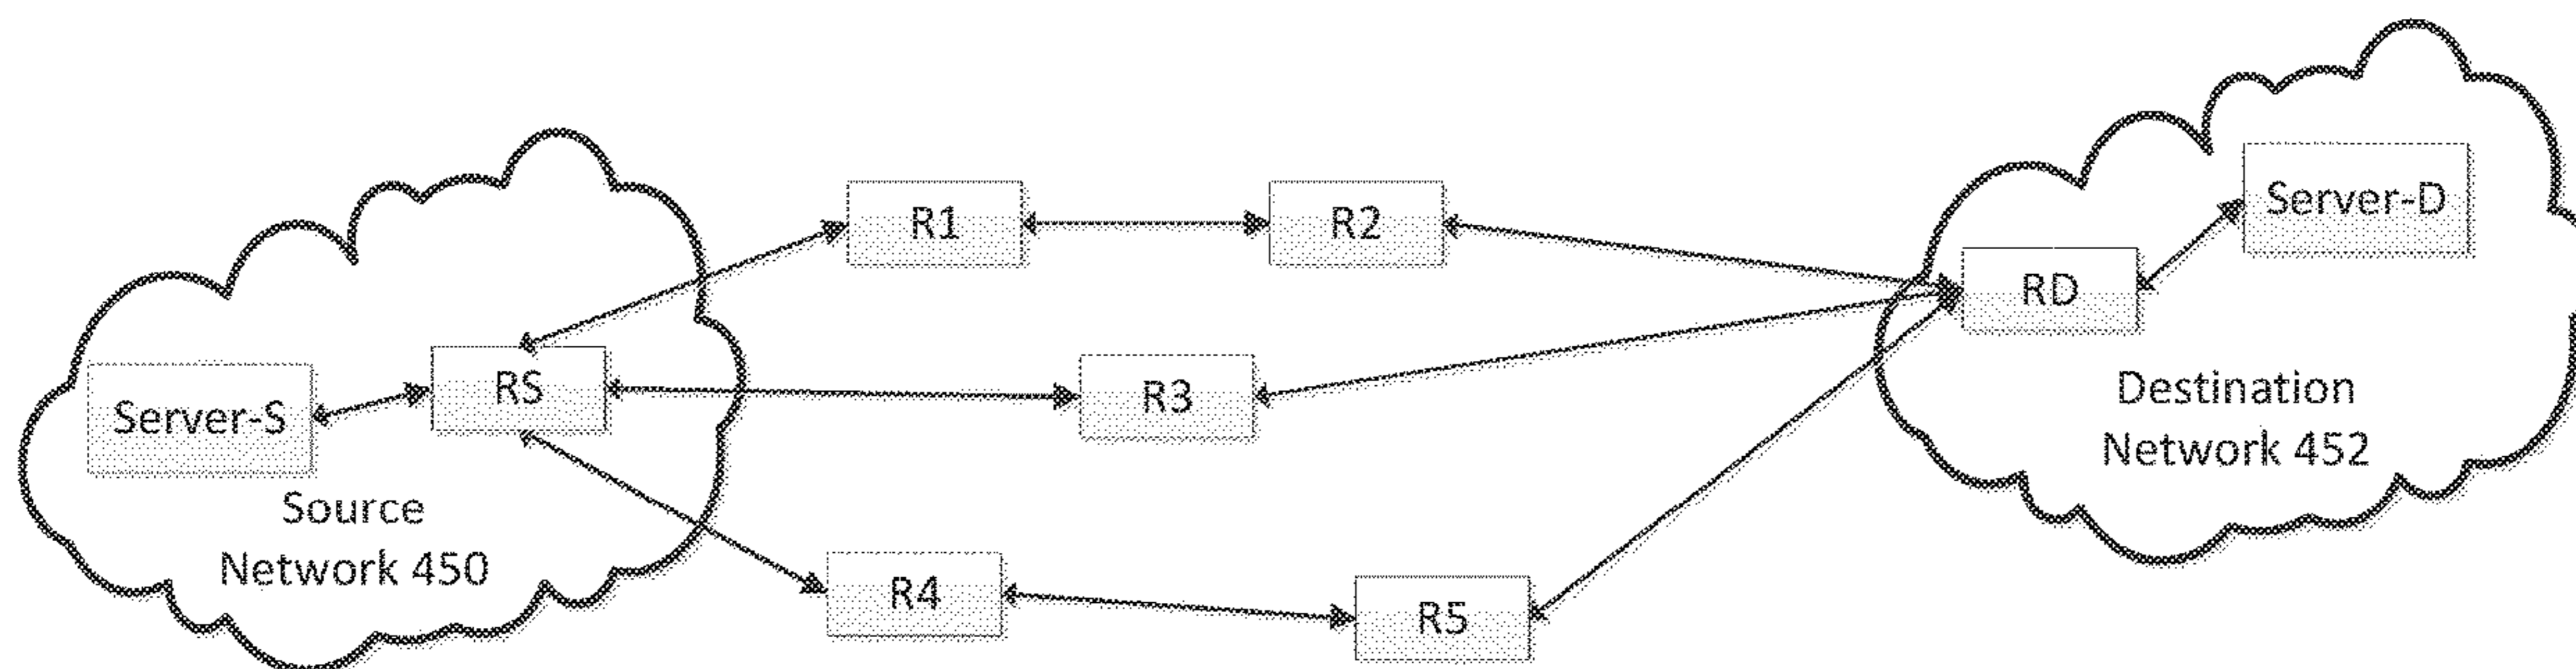 R1
R2
Server-D
RD
RS
R3
Server-S
Destination
Network 452
Source
Network 450
R4
R5